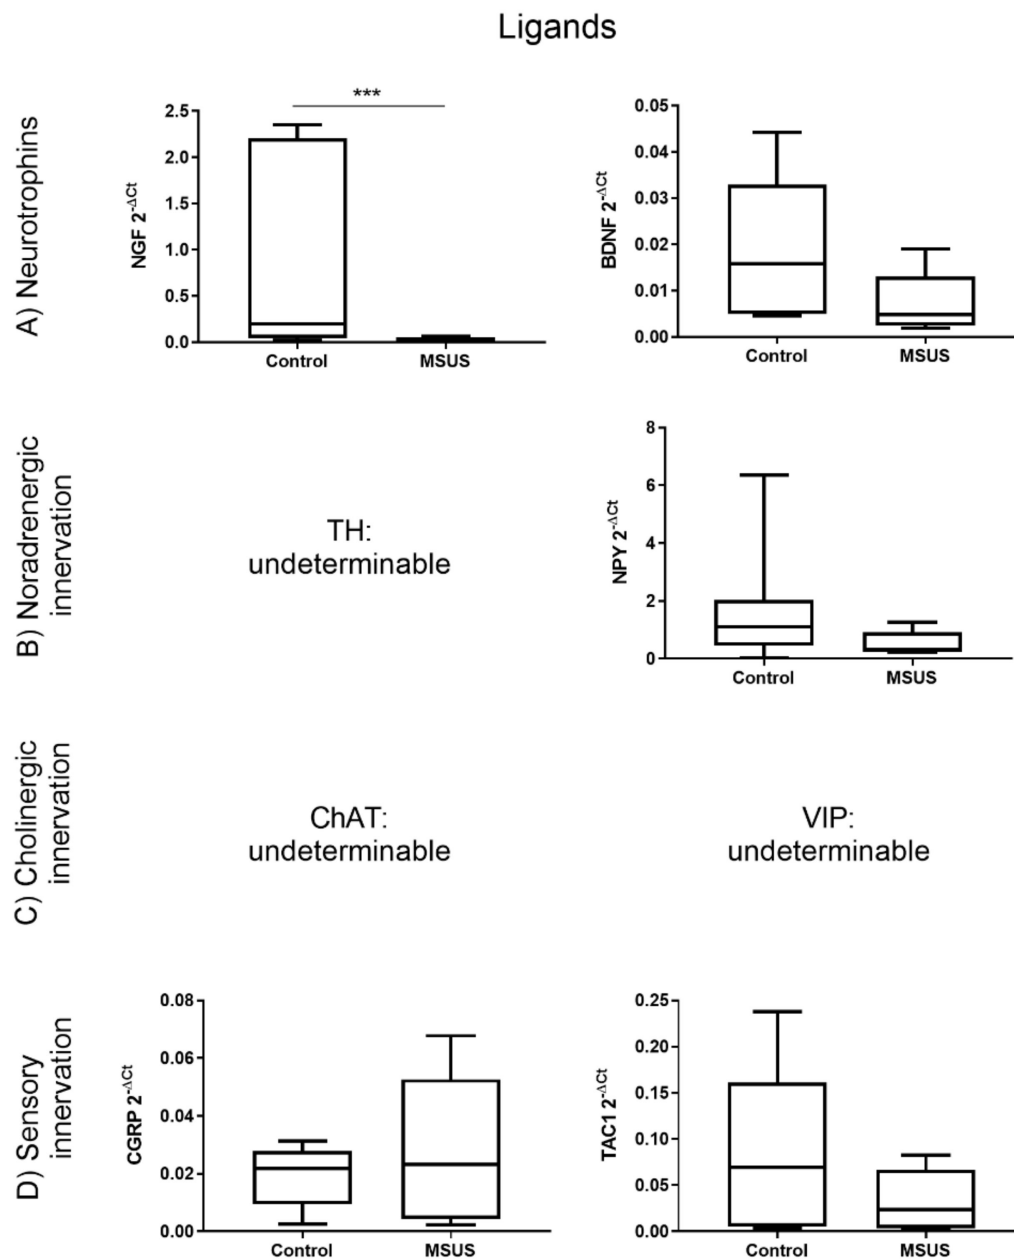 Ligands
A) Neurotrophins
***
NGF 2^-ΔCt
2.5
2.0
1.5
1.0
0.5
0.0
Control
MSUS
BDNF 2^-ΔCt
0.05
0.04
0.03
0.02
0.01
0.00
Control
MSUS
B) Noradrenergic
innervation
TH:
undeterminable
NPY 2^-ΔCt
8
6
4
2
0
Control
MSUS
C) Cholinergic
innervation
ChAT:
undeterminable
VIP:
undeterminable
D) Sensory
innervation
CGRP 2^-ΔCt
0.08
0.06
0.04
0.02
0.00
Control
MSUS
TAC1 2^-ΔCt
0.25
0.20
0.15
0.10
0.05
0.00
Control
MSUS